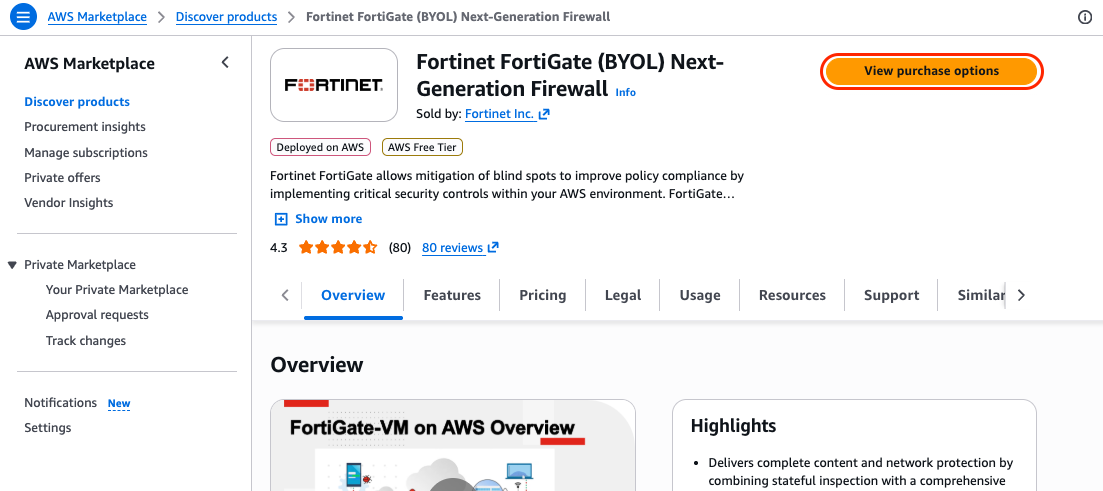 AWS Marketplace
Discover products
Fortinet FortiGate (BYOL) Next-Generation Firewall
AWS Marketplace
Discover products
Procurement insights
Manage subscriptions
Private offers
Vendor Insights
Private Marketplace
Your Private Marketplace
Approval requests
Track changes
Notifications New
Settings
FORTINET
Fortinet FortiGate (BYOL) Next-
Generation Firewall Info
Sold by: Fortinet Inc.
View purchase options
Deployed on AWS
AWS Free Tier
Fortinet FortiGate allows mitigation of blind spots to improve policy compliance by
implementing critical security controls within your AWS environment. FortiGate…
Show more
4.3 (80) 80 reviews
Overview
Features
Pricing
Legal
Usage
Resources
Support
Similar
Overview
FortiGate-VM on AWS Overview
Highlights
• Delivers complete content and network protection by
combining stateful inspection with a comprehensive